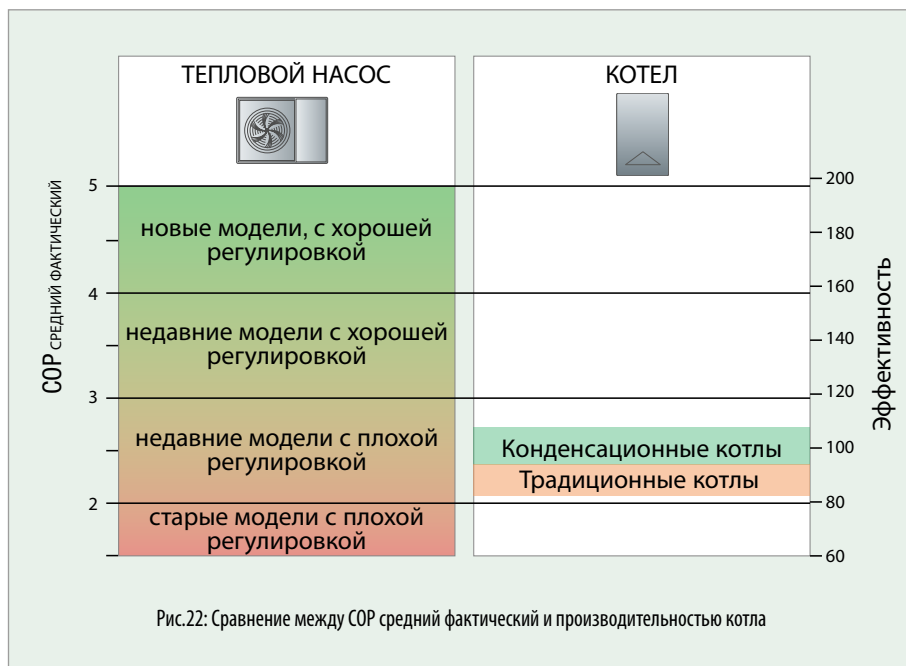 ТЕПЛОВОЙ НАСОС
КОТЕЛ
COP СРЕДНИЙ ФАКТИЧЕСКИЙ
5
4
3
2
новые модели, с хорошей
регулировкой
недавние модели с хорошей
регулировкой
недавние модели с плохой
регулировкой
старые модели с плохой
регулировкой
Конденсационные котлы
Традиционные котлы
200
180
160
140
120
100
80
60
Эффективность
Рис.22: Сравнение между COP средний фактический и производительностью котла